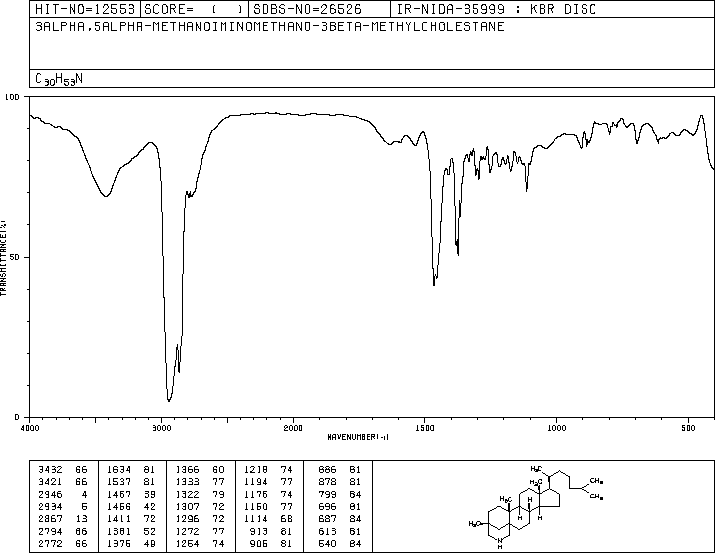 HIT-NO=12553 SCORE= ( ) SDBS-NO=26526 IR-NIDA-35999 : KBR DISC
3ALPHA,5ALPHA-METHANOIMINOMETHANO-3BETA-METHYLCHOLESTANE
C30H53N
100
50
0
TRANSMITTANCE(%)
4000 3000 2000 1500 1000
WAVENUMBER(-1)
3432 66 1634 81 1366 60 1218 74 886 81
3421 66 1537 81 1333 77 1194 77 878 81
2946 4 1467 39 1322 79 1176 74 799 84
2934 5 1456 42 1307 72 1160 77 696 81
2867 13 1411 72 1296 72 1114 68 687 84
2794 66 1381 52 1272 77 913 81 613 81
2772 66 1376 49 1254 74 906 81 540 84
H3C CH3
CH3
CH3
H3C
H H
H
H3C
NH